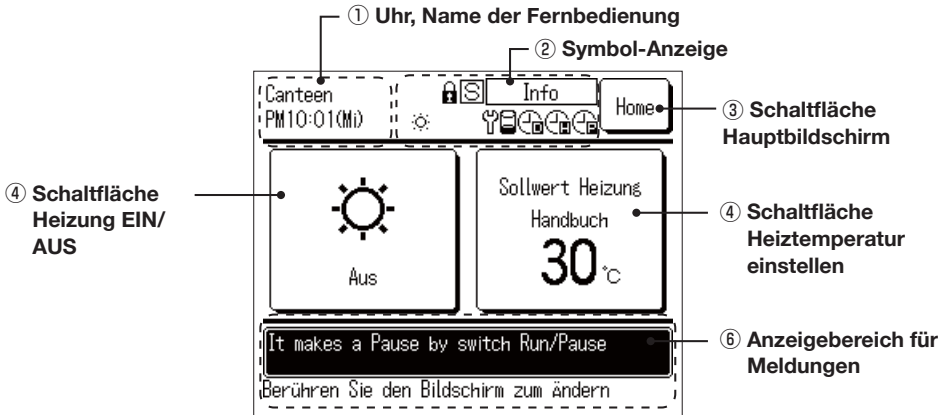 ① Uhr, Name der Fernbedienung
② Symbol-Anzeige
Canteen
PM10:01(Mi)
S
Info
Home
③ Schaltfläche
Hauptbildschirm
④ Schaltfläche
Heizung EIN/
AUS
Aus
Sollwert Heizung
Handbuch
30°C
④ Schaltfläche
Heiztemperatur
einstellen
It makes a Pause by switch Run/Pause
Berühren Sie den Bildschirm zum Ändern
⑥ Anzeigebereich für
Meldungen